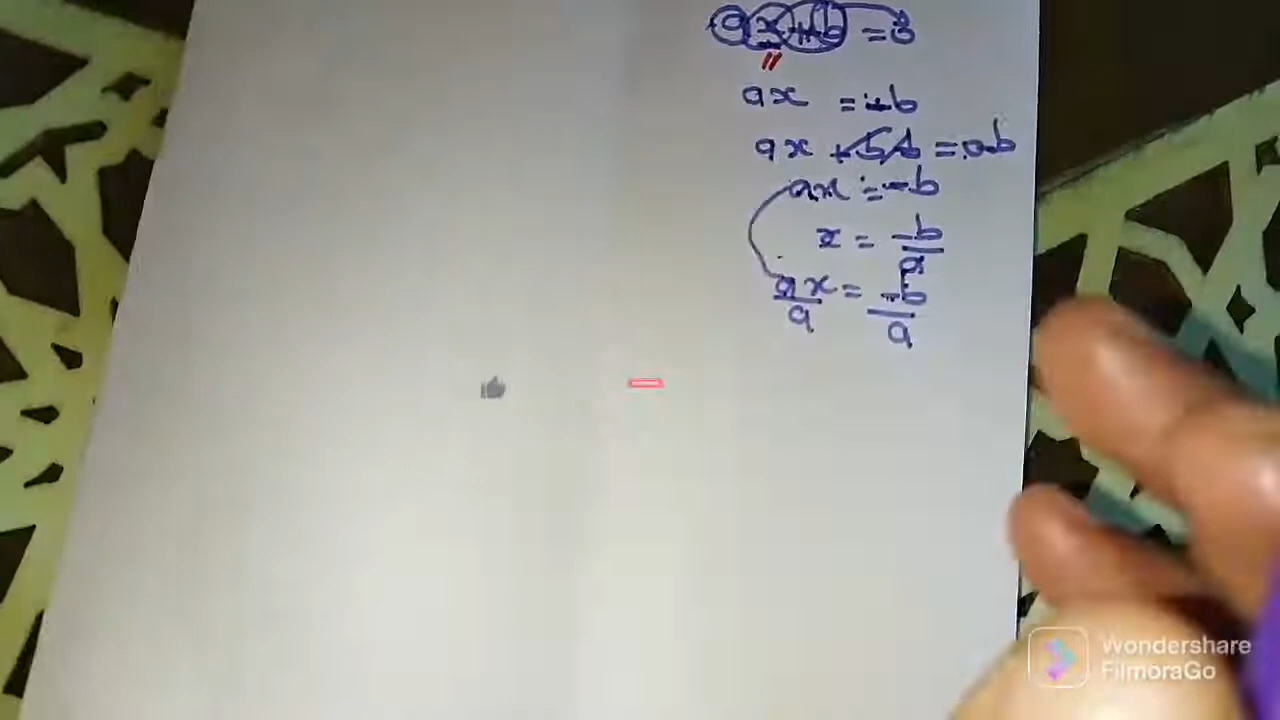 ax+b = 0
ax = -b
ax +b-b = 0-b
ax = -b
x = -b/a
ax/a = -b/a
Wondershare
FilmoraGo